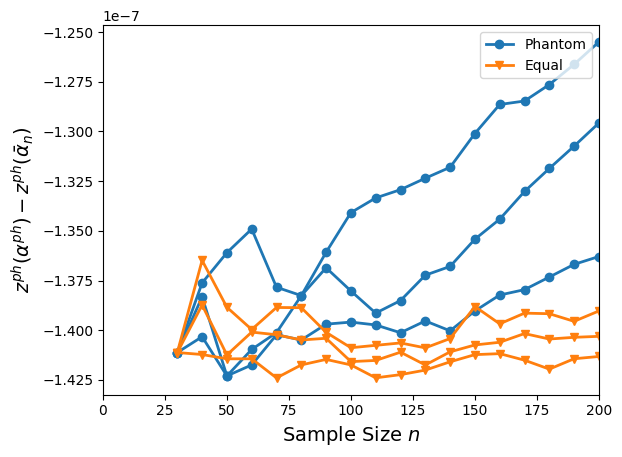 1e−7
−1.250
−1.275
−1.300
−1.325
−1.350
−1.375
−1.400
−1.425
z^{ph}(α^{ph}) − z^{ph}(ᾱ_n)
Phantom
Equal
0 25 50 75 100 125 150 175 200
Sample Size n